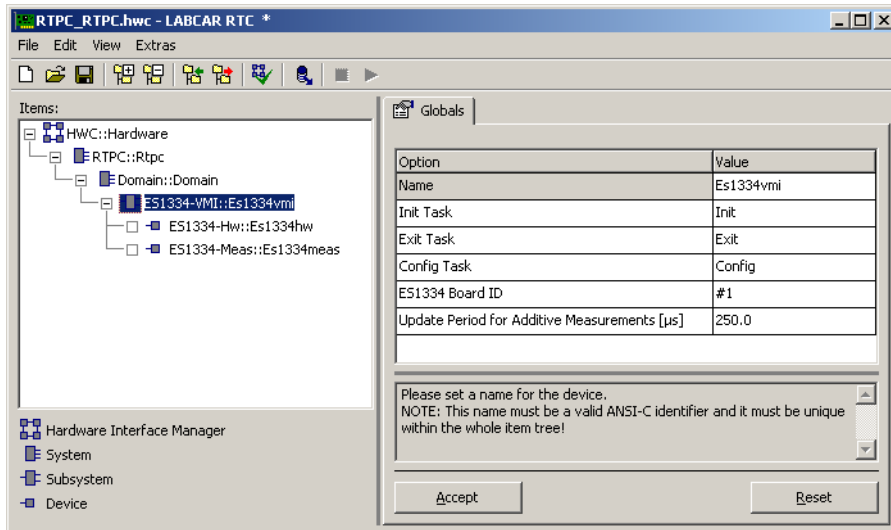 RTPC_RTPC.hwc - LABCAR RTC *
File Edit View Extras
Items:
HWC::Hardware
RTPC::Rtpc
Domain::Domain
ES1334-VMI::Es1334vmi
ES1334-Hw::Es1334hw
ES1334-Meas::Es1334meas
Hardware Interface Manager
System
Subsystem
Device
Globals
Option Value
Name Es1334vmi
Init Task Init
Exit Task Exit
Config Task Config
ES1334 Board ID #1
Update Period for Additive Measurements [µs] 250.0
Please set a name for the device.
NOTE: This name must be a valid ANSI-C identifier and it must be unique
within the whole item tree!
Accept Reset